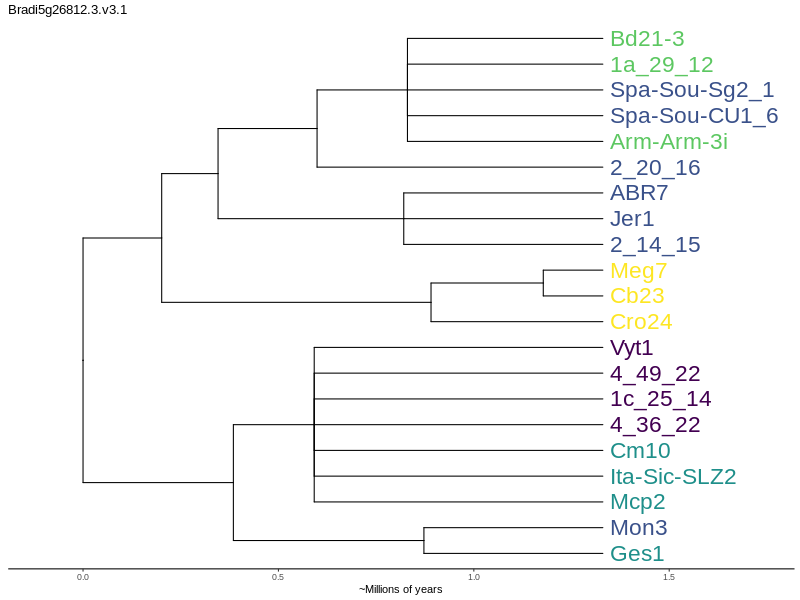 Bradi5g26812.3.v3.1
Bd21-3
1a_29_12
Spa-Sou-Sg2_1
Spa-Sou-CU1_6
Arm-Arm-3i
2_20_16
ABR7
Jer1
2_14_15
Meg7
Cb23
Cro24
Vyt1
4_49_22
1c_25_14
4_36_22
Cm10
Ita-Sic-SLZ2
Mcp2
Mon3
Ges1
0.0 0.5 1.0 1.5
~Millions of years